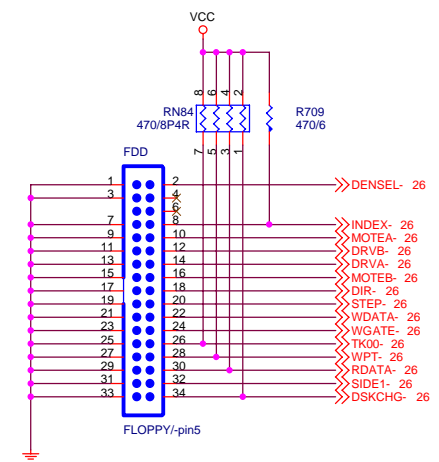 VCC
8 6 4 2
RN84
470/8P4R
R709
470/6
7 5 3 1
FDD
1 2 DENSEL- 26
3 4
6
7 8 INDEX- 26
9 10 MOTEA- 26
11 12 DRVB- 26
13 14 DRVA- 26
15 16 MOTEB- 26
17 18 DIR- 26
19 20 STEP- 26
21 22 WDATA- 26
23 24 WGATE- 26
25 26 TK00- 26
27 28 WPT- 26
29 30 RDATA- 26
31 32 SIDE1- 26
33 34 DSKCHG- 26
FLOPPY/-pin5